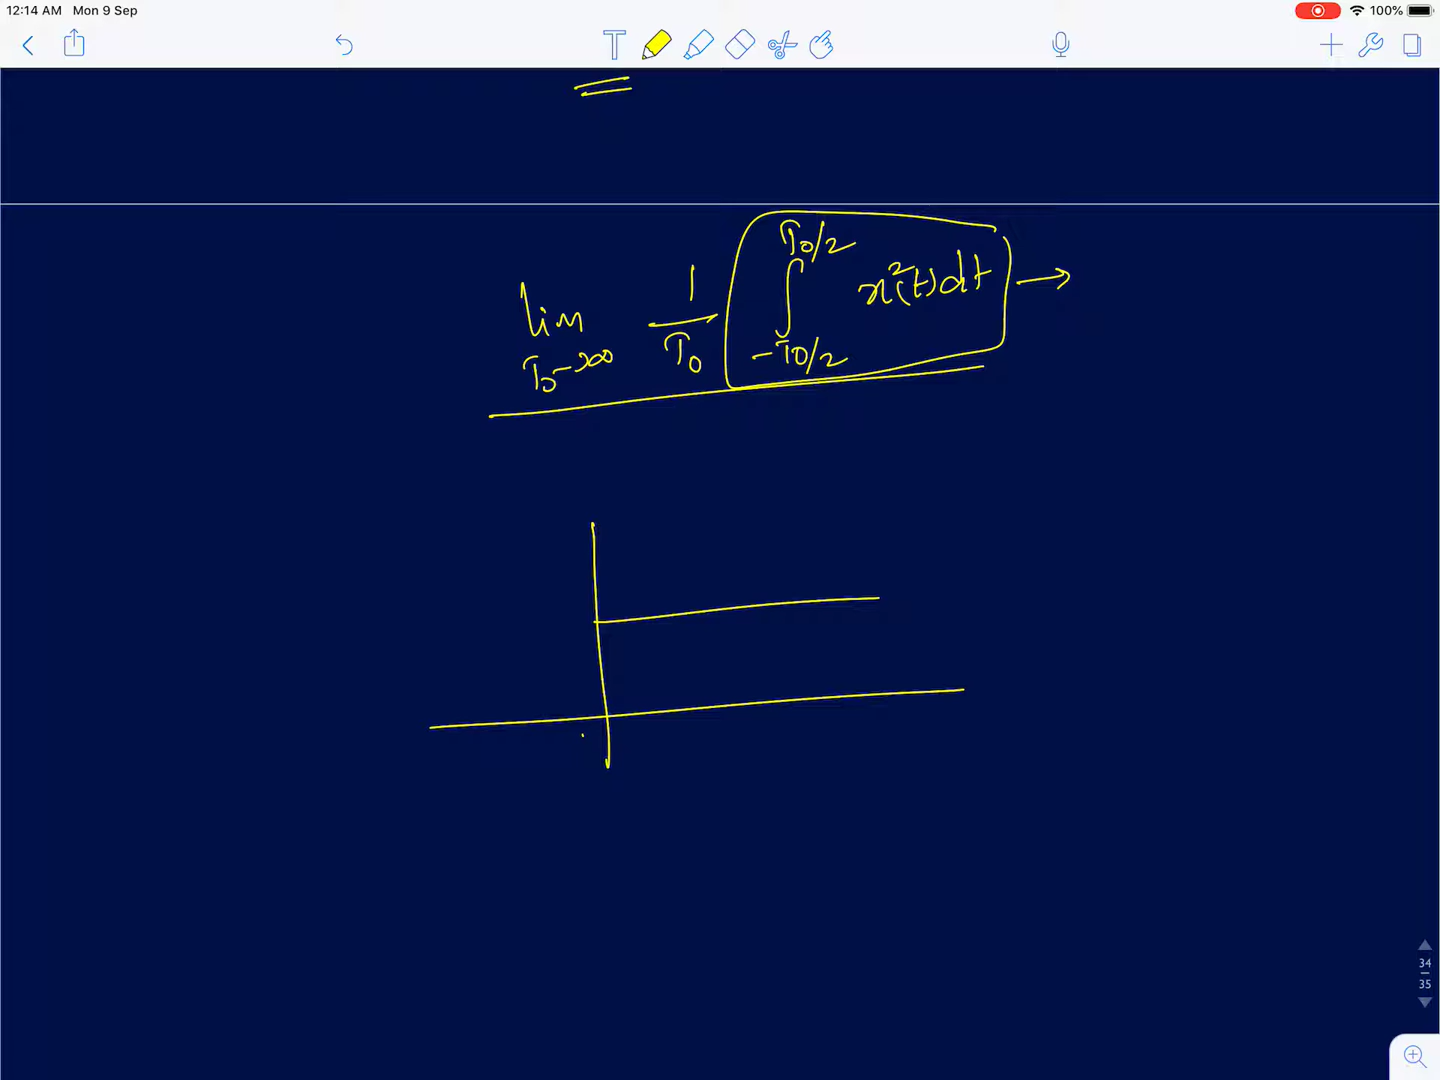 12:14 AM Mon 9 Sep
100%
lim T₀→∞ 1/T₀ ∫_{-T₀/2}^{T₀/2} x²(t)dt →
34
35